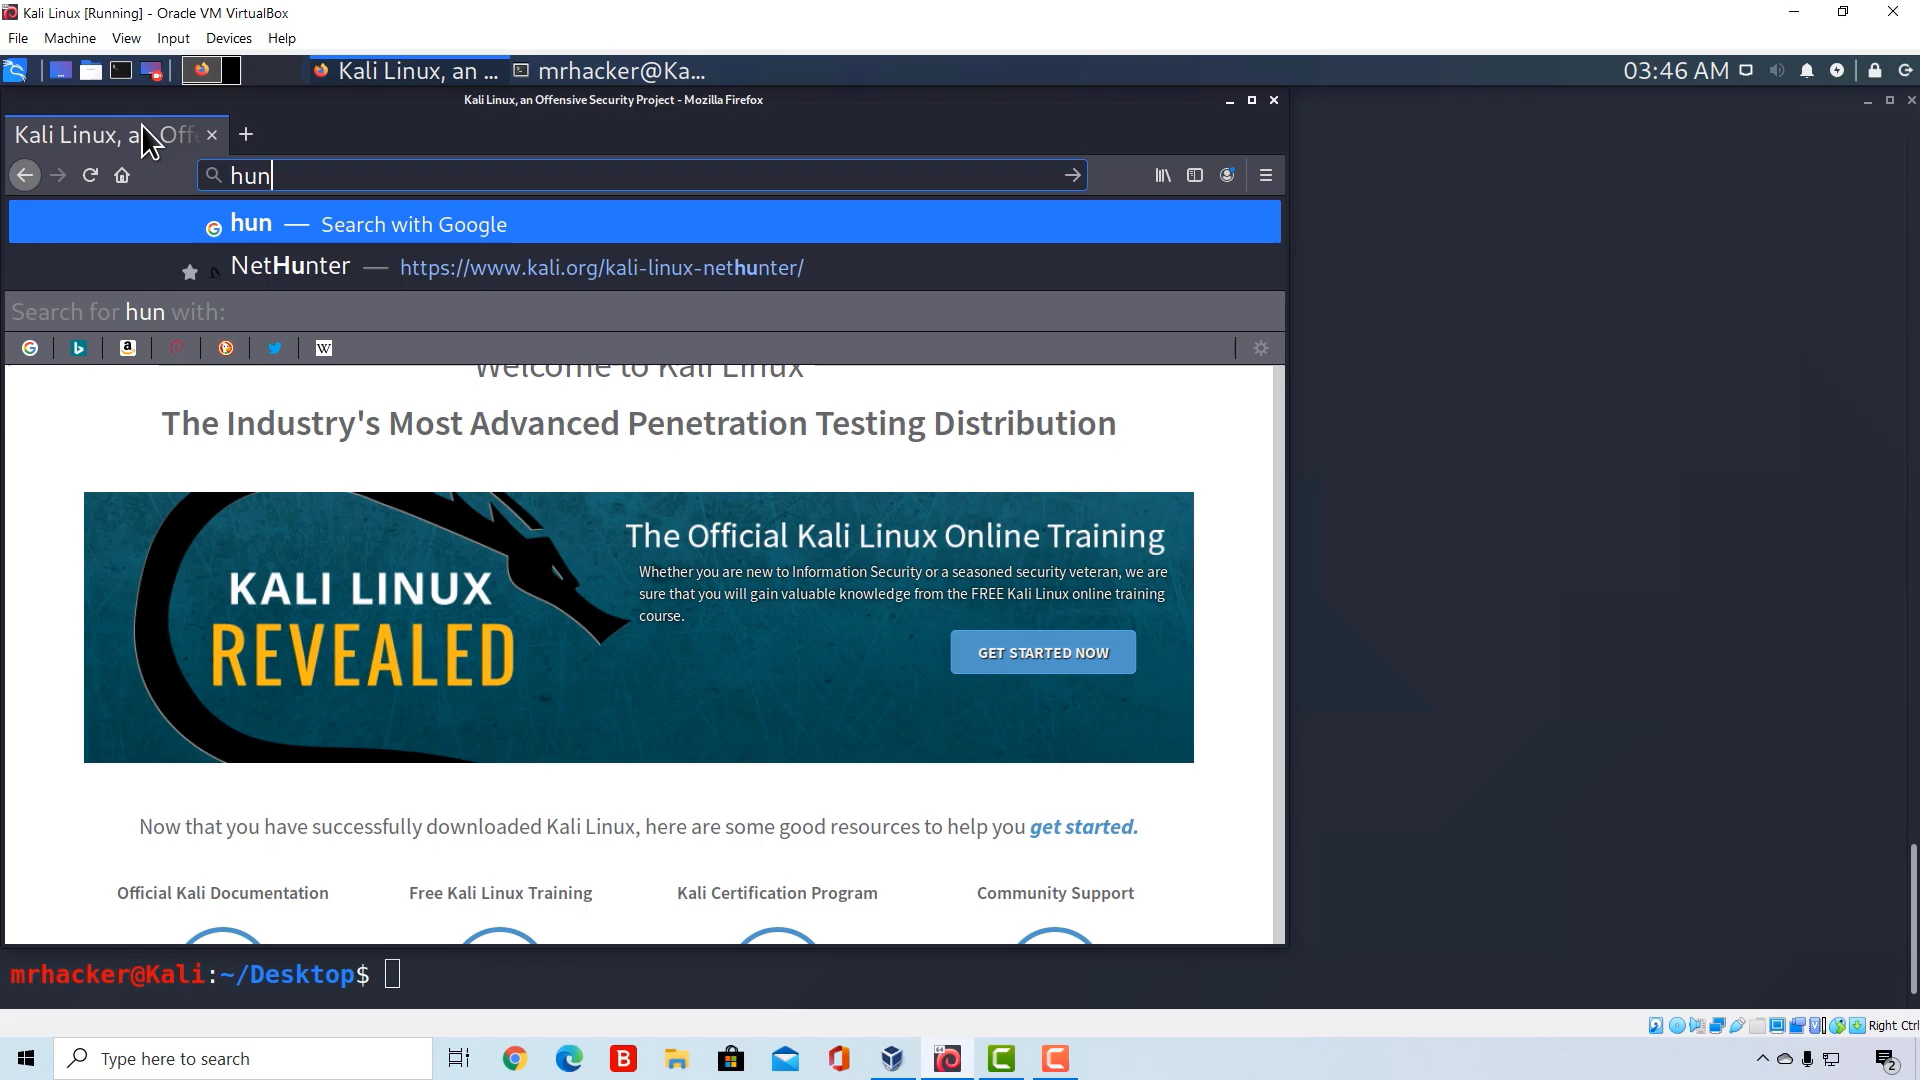 Kali Linux [Running] - Oracle VM VirtualBox
File Machine View Input Devices Help
Kali Linux, an ... mrhacker@Ka... 03:46 AM
Kali Linux, an Offensive Security Project - Mozilla Firefox
Kali Linux, a Off
hun
hun — Search with Google
NetHunter — https://www.kali.org/kali-linux-nethunter/
Search for hun with:
Welcome to Kali Linux
The Industry's Most Advanced Penetration Testing Distribution
KALI LINUX
REVEALED
The Official Kali Linux Online Training
Whether you are new to Information Security or a seasoned security veteran, we are
sure that you will gain valuable knowledge from the FREE Kali Linux online training
course.
GET STARTED NOW
Now that you have successfully downloaded Kali Linux, here are some good resources to help you get started.
Official Kali Documentation Free Kali Linux Training Kali Certification Program Community Support
mrhacker@Kali:~/Desktop$
Right Ctrl
Type here to search
2